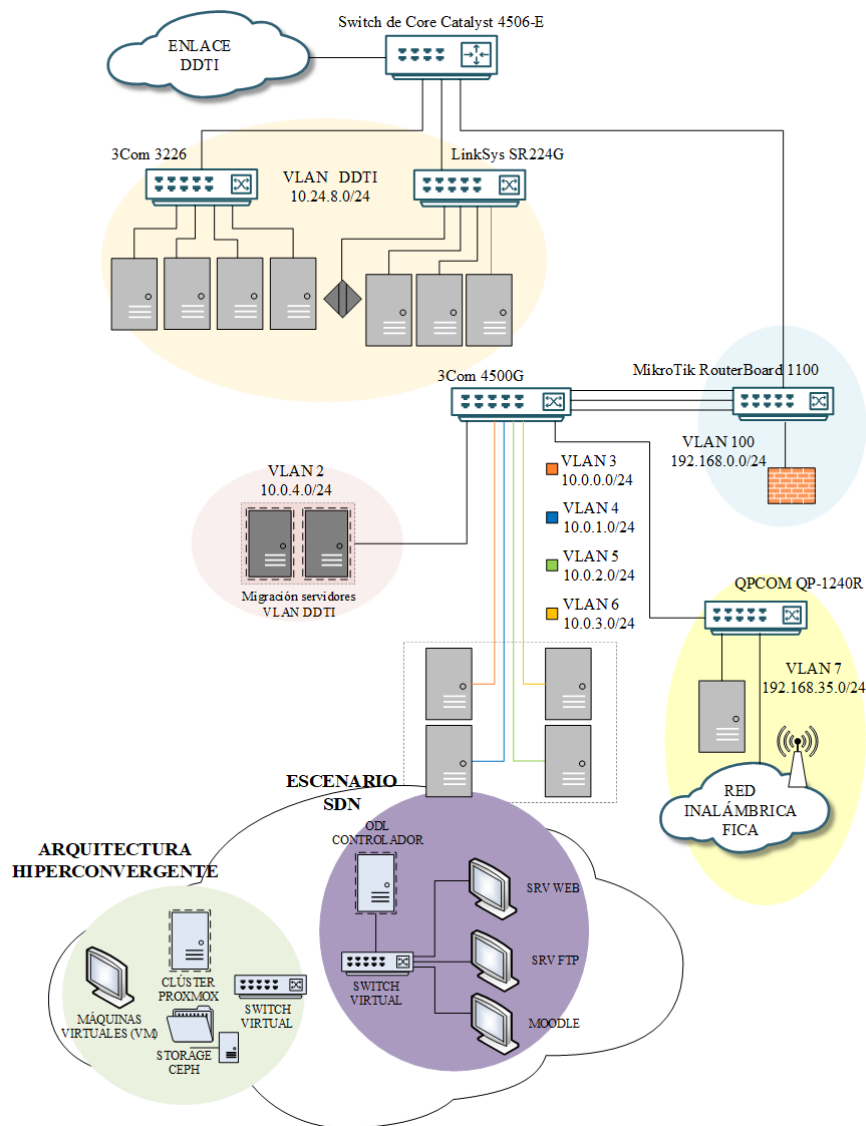 Switch de Core Catalyst 4506-E
ENLACE
DDTI
3Com 3226
LinkSys SR224G
VLAN DDTI
10.24.8.0/24
3Com 4500G
MikroTik RouterBoard 1100
VLAN 100
192.168.0.0/24
VLAN 2
10.0.4.0/24
Migración servidores
VLAN DDTI
VLAN 3
10.0.0.0/24
VLAN 4
10.0.1.0/24
VLAN 5
10.0.2.0/24
VLAN 6
10.0.3.0/24
QPCOM QP-1240R
VLAN 7
192.168.35.0/24
RED
INALÁMBRICA
FICA
ESCENARIO
SDN
ODL
CONTROLADOR
SRV WEB
SRV FTP
MOODLE
SWITCH
VIRTUAL
ARQUITECTURA
HIPERCONVERGENTE
CLÚSTER
PROXMOX
MÁQUINAS
VIRTUALES (VM)
SWITCH
VIRTUAL
STORAGE
CEPH